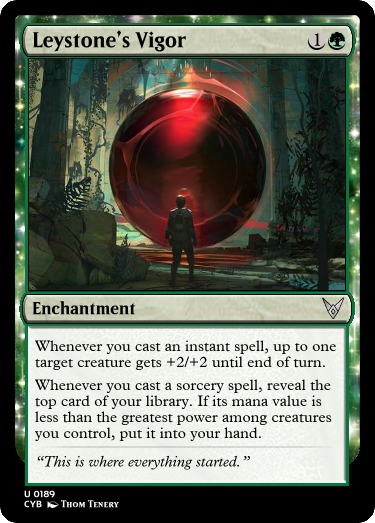 Leystone's Vigor 1
Enchantment
Whenever you cast an instant spell, up to one
target creature gets +2/+2 until end of turn.
Whenever you cast a sorcery spell, reveal the
top card of your library. If its mana value is
less than the greatest power among creatures
you control, put it into your hand.
“This is where everything started.”
U 0189
CYB Thom Tenery